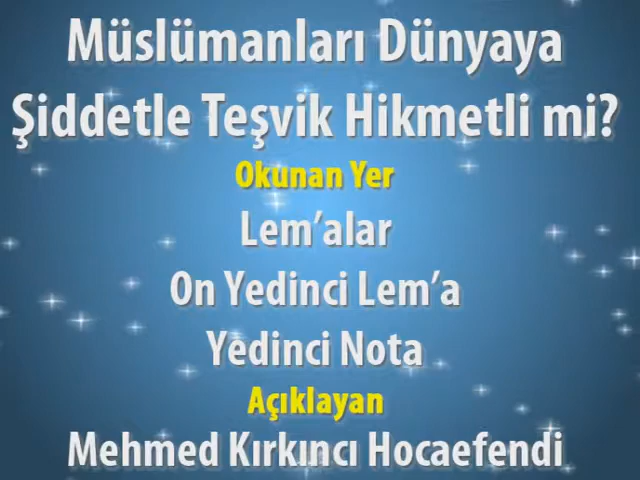 Müslümanları Dünyaya
Şiddetle Teşvik Hikmetli mi?
Okunan Yer
Lem’alar
On Yedinci Lem’a
Yedinci Nota
Açıklayan
Mehmed Kırkıncı Hocaefendi